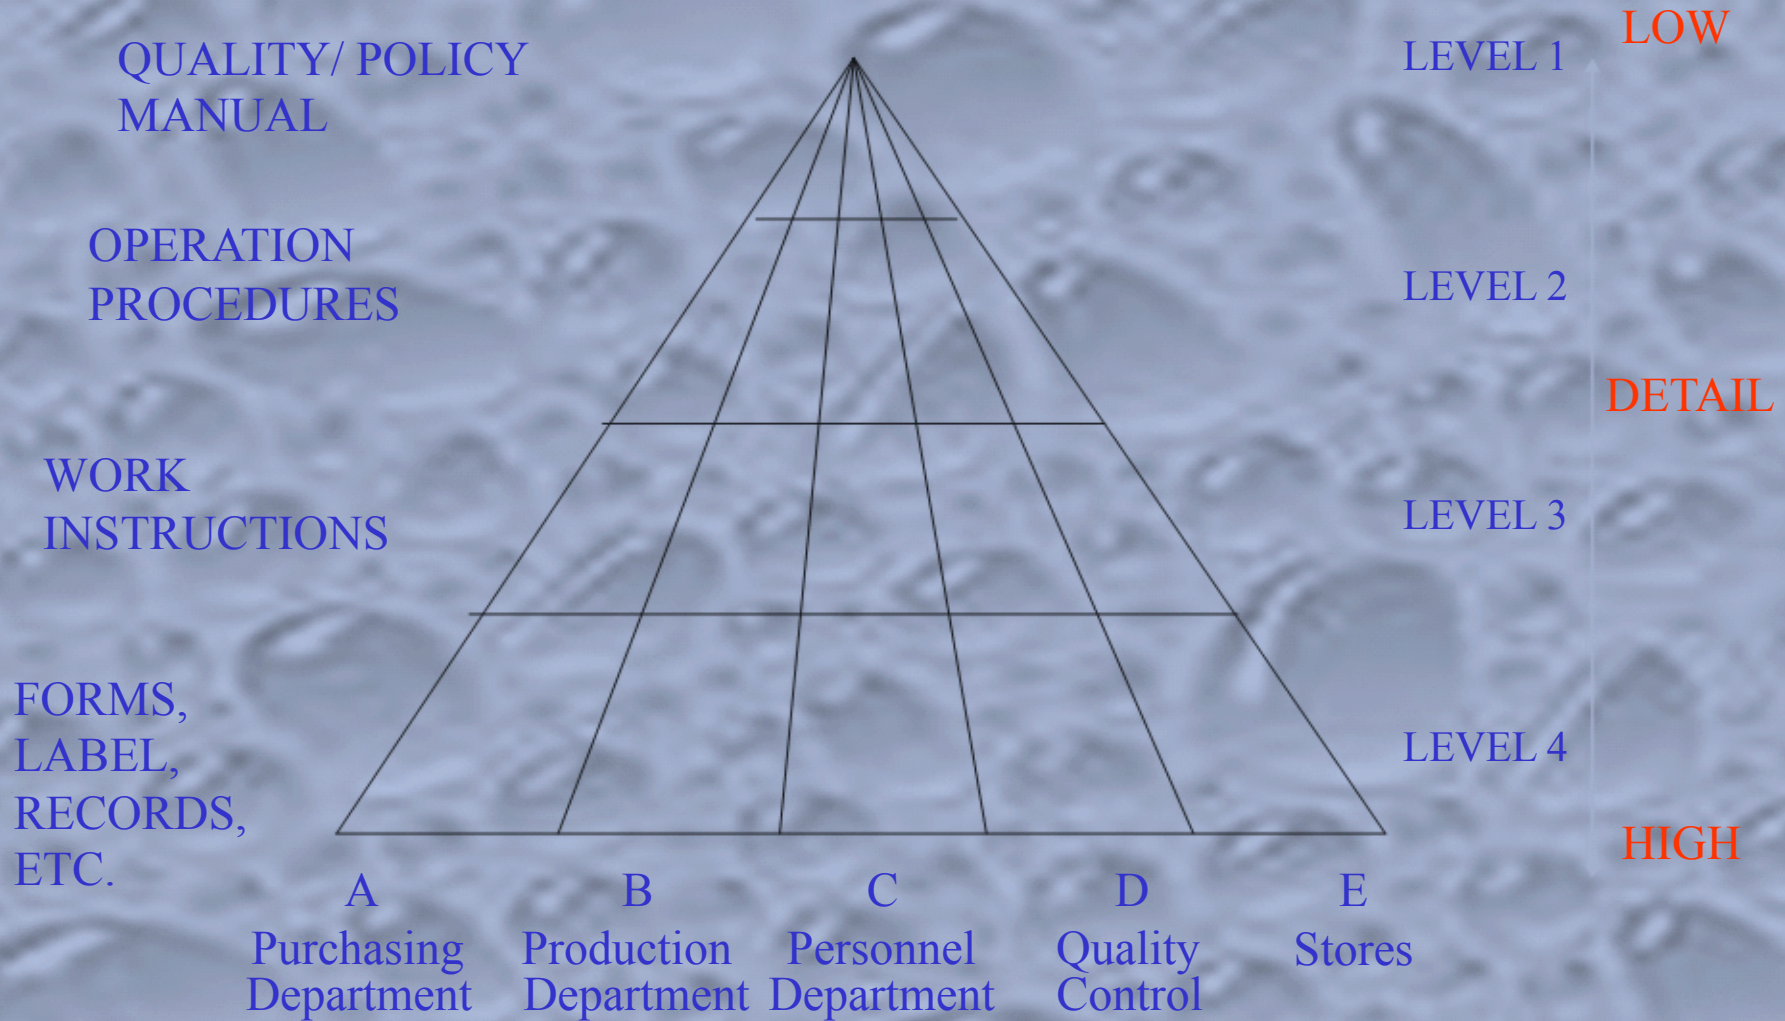 LOW
QUALITY/ POLICY
MANUAL
LEVEL 1
OPERATION
PROCEDURES
LEVEL 2
DETAIL
WORK
INSTRUCTIONS
LEVEL 3
FORMS,
LABEL,
RECORDS,
ETC.
LEVEL 4
HIGH
A
Purchasing
Department
B
Production
Department
C
Personnel
Department
D
Quality
Control
E
Stores